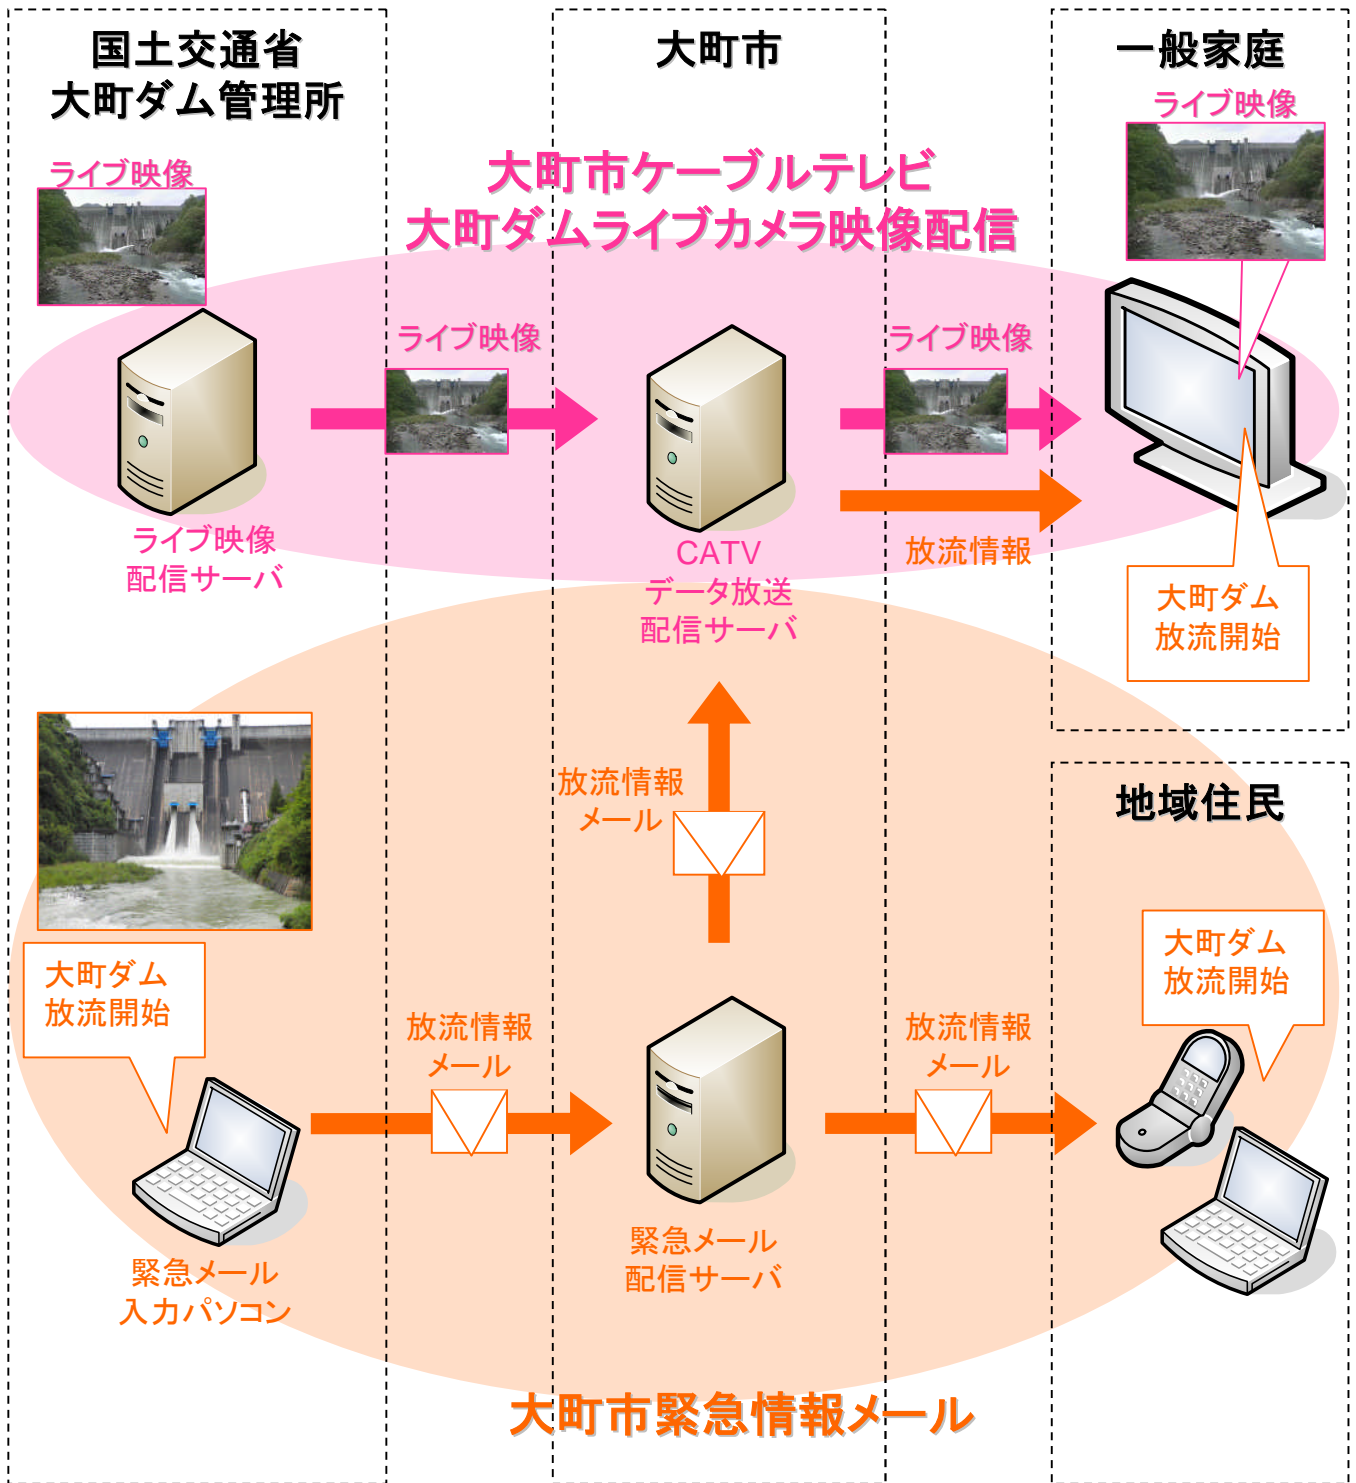 国土交通省
大町ダム管理所
大町市
一般家庭
ライブ映像
ライブ映像
大町市ケーブルテレビ
大町ダムライブカメラ映像配信
ライブ映像
ライブ映像
ライブ映像
配信サーバ
CATV
データ放送
配信サーバ
放流情報
大町ダム
放流開始
放流情報
メール
地域住民
大町ダム
放流開始
大町ダム
放流開始
放流情報
メール
放流情報
メール
緊急メール
入力パソコン
緊急メール
配信サーバ
大町市緊急情報メール